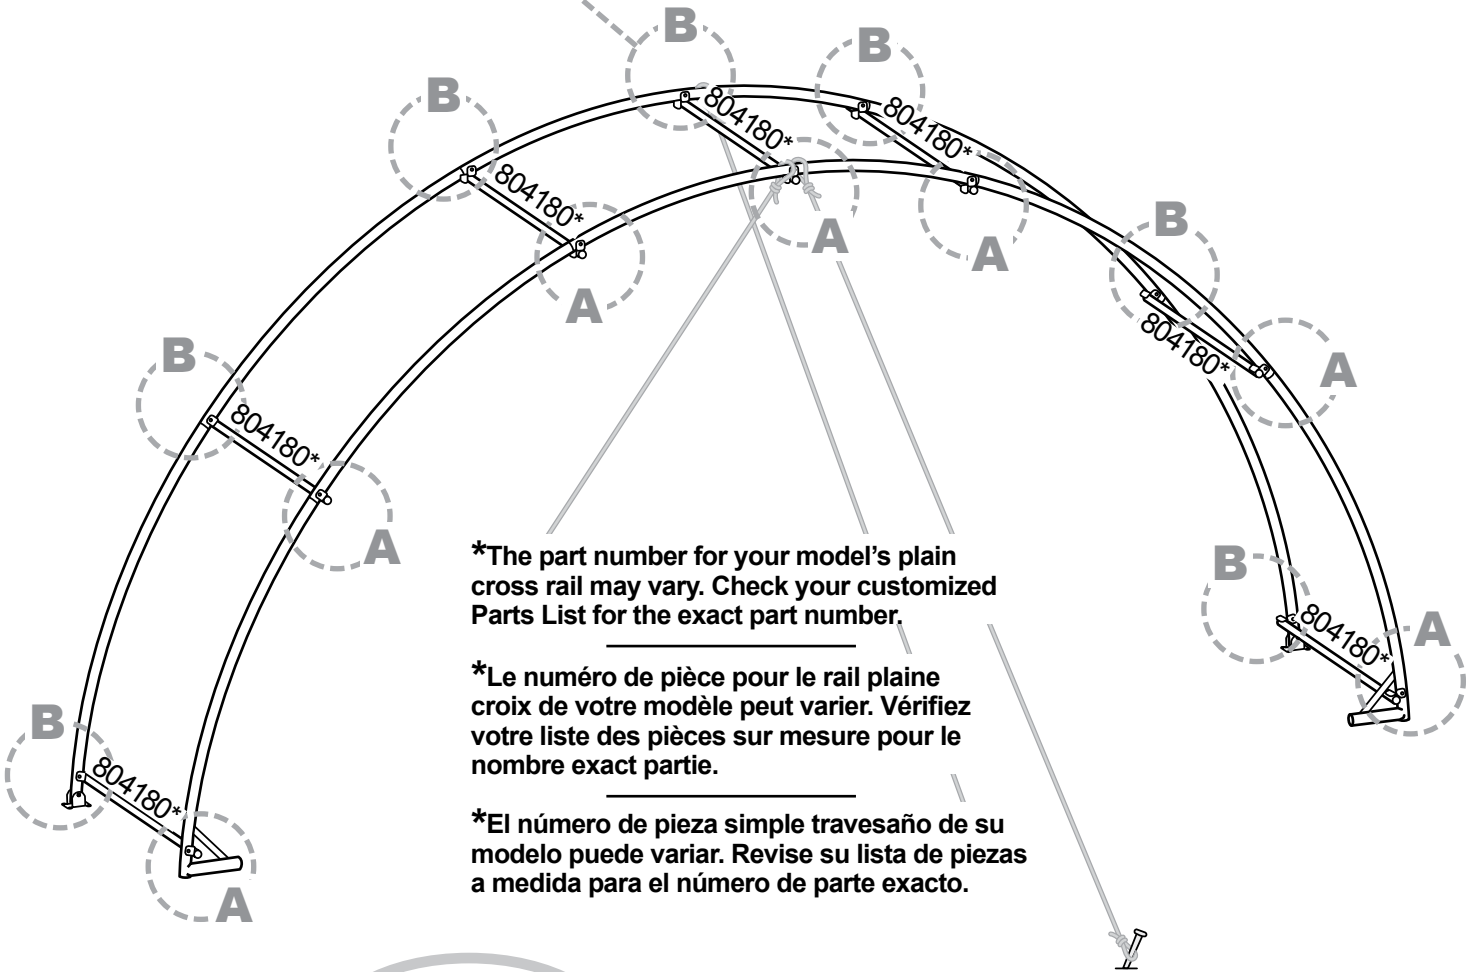 B
B
B
804180*
804180*
804180*
A
A
B
A
B
804180*
A
804180*
A
*The part number for your model’s plain
cross rail may vary. Check your customized
Parts List for the exact part number.
B
804180*
A
*Le numéro de pièce pour le rail plaine
croix de votre modèle peut varier. Vérifiez
votre liste des pièces sur mesure pour le
nombre exact partie.
B
804180*
A
*El número de pieza simple travesaño de su
modelo puede variar. Revise su lista de piezas
a medida para el número de parte exacto.